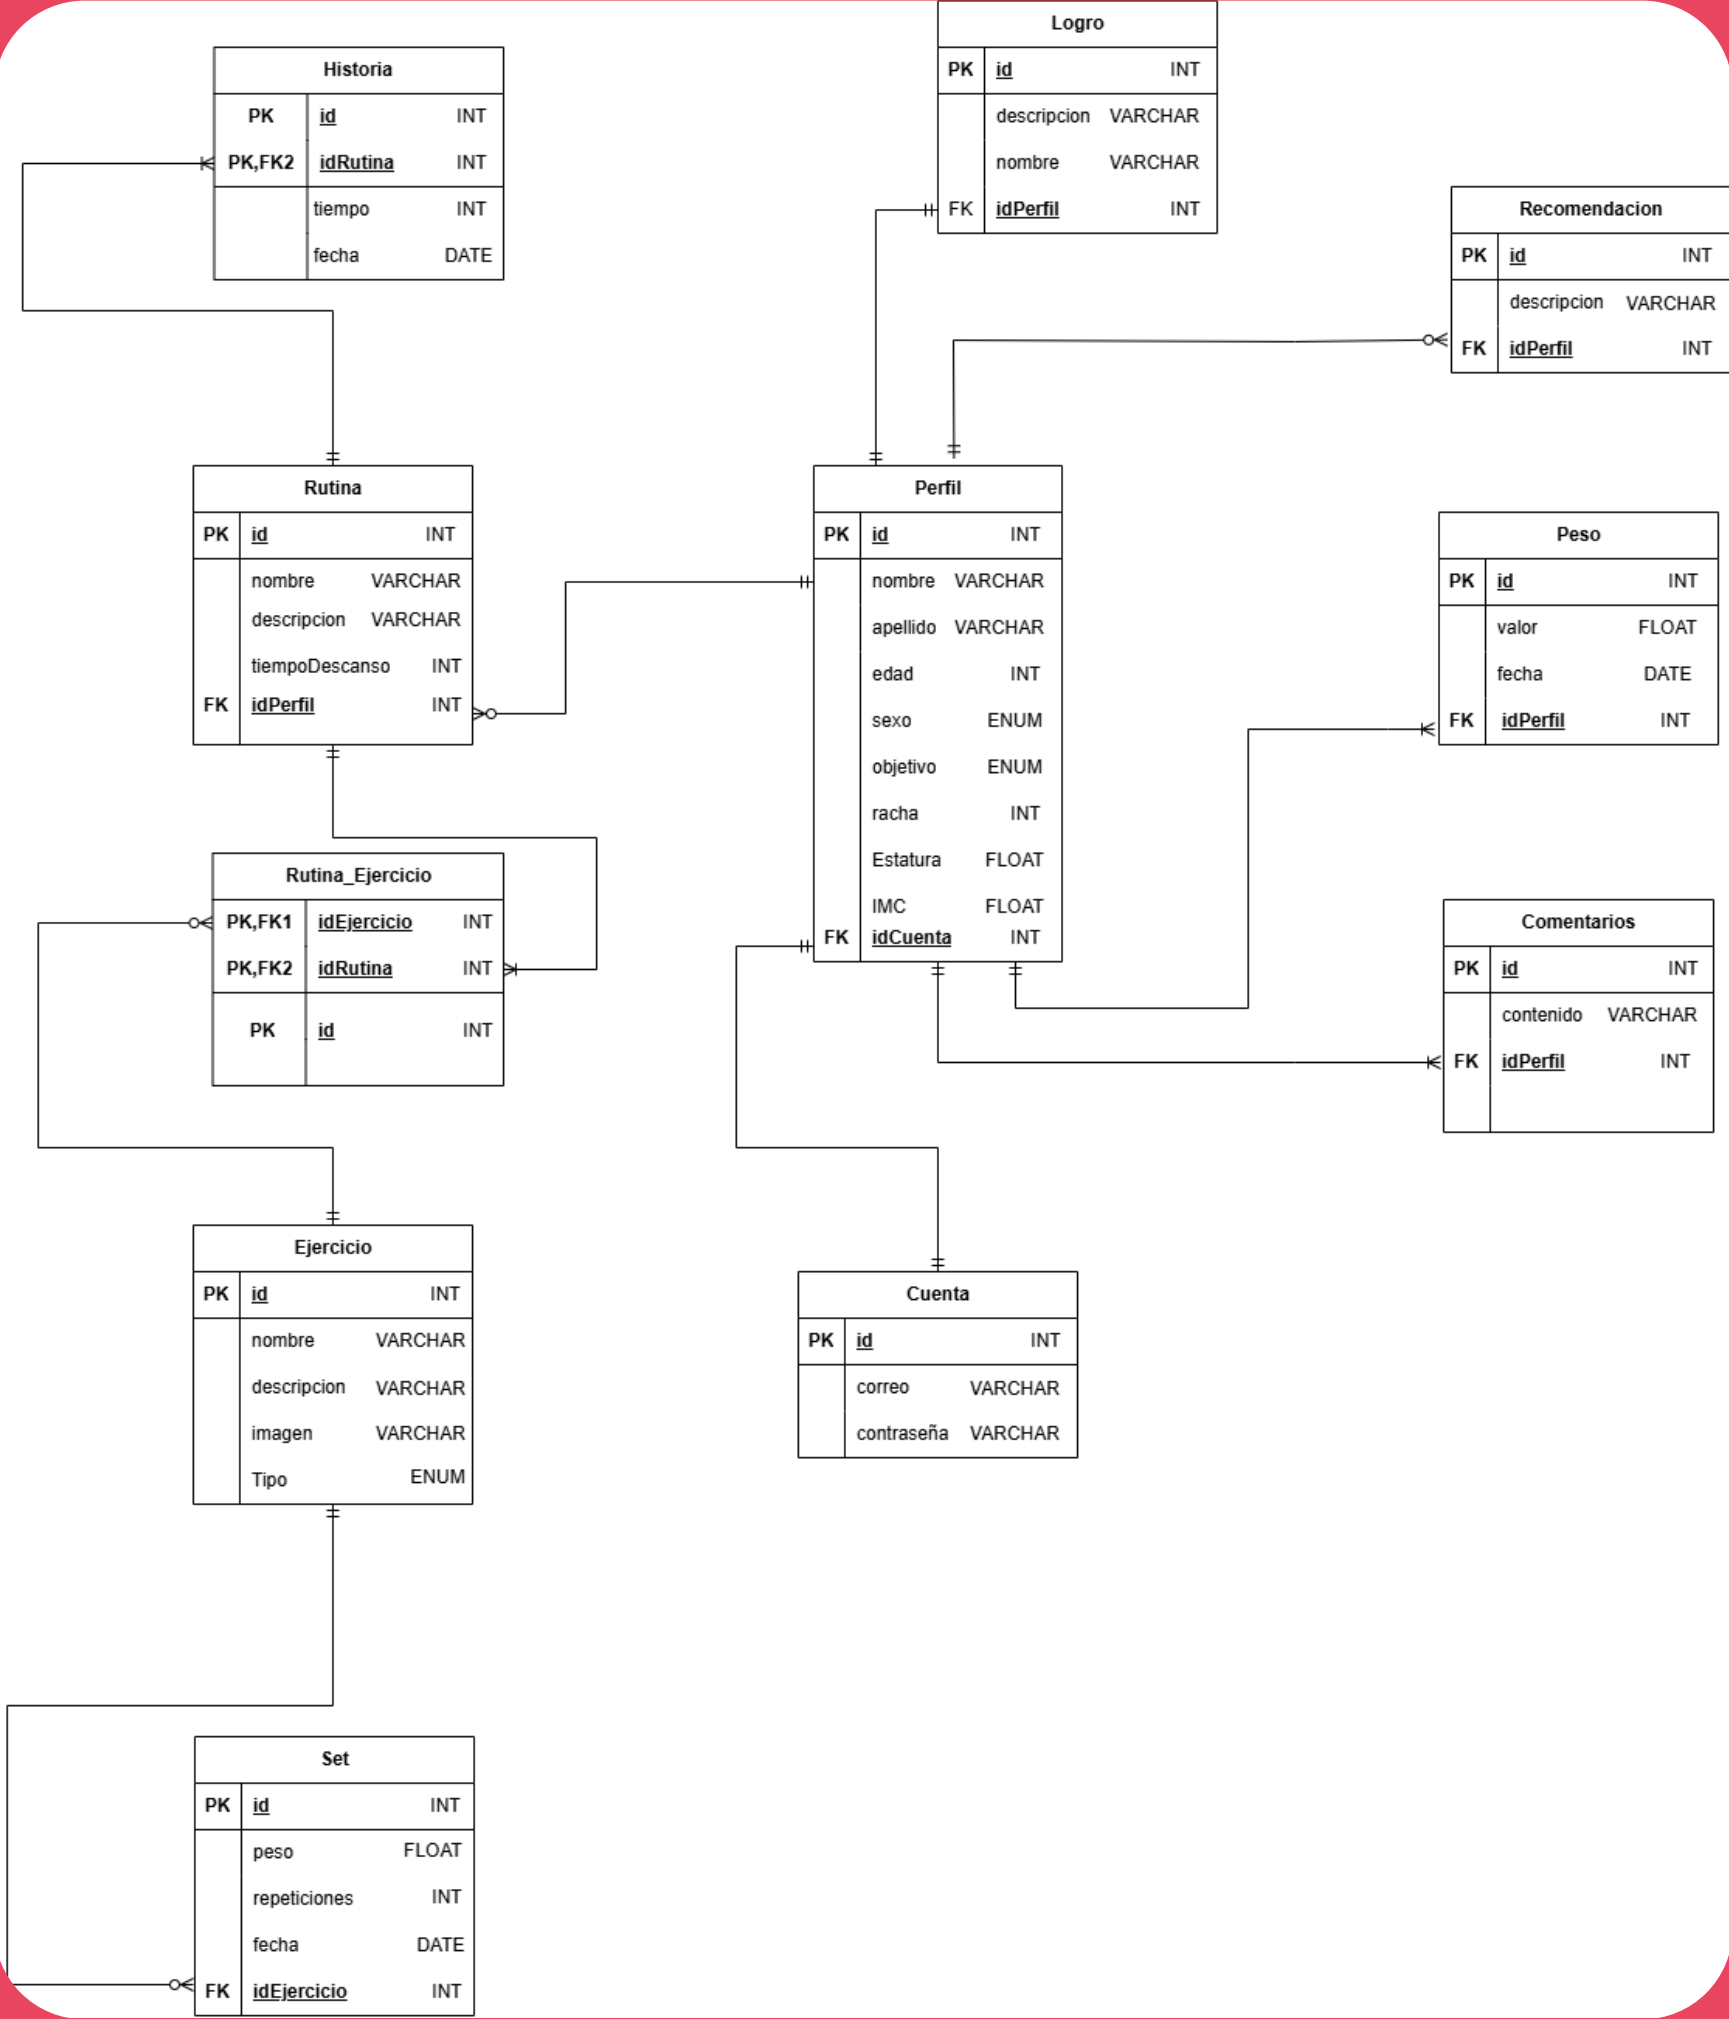 Logro
PK id INT
descripcion VARCHAR
nombre VARCHAR
FK idPerfil INT
Historia
PK id INT
PK,FK2 idRutina INT
tiempo INT
fecha DATE
Recomendacion
PK id INT
descripcion VARCHAR
FK idPerfil INT
Rutina
PK id INT
nombre VARCHAR
descripcion VARCHAR
tiempoDescanso INT
FK idPerfil INT
Perfil
PK id INT
nombre VARCHAR
apellido VARCHAR
edad INT
sexo ENUM
objetivo ENUM
racha INT
Estatura FLOAT
IMC FLOAT
FK idCuenta INT
Peso
PK id INT
valor FLOAT
fecha DATE
FK idPerfil INT
Rutina_Ejercicio
PK,FK1 idEjercicio INT
PK,FK2 idRutina INT
PK id INT
Comentarios
PK id INT
contenido VARCHAR
FK idPerfil INT
Ejercicio
PK id INT
nombre VARCHAR
descripcion VARCHAR
imagen VARCHAR
Tipo ENUM
Cuenta
PK id INT
correo VARCHAR
contraseña VARCHAR
Set
PK id INT
peso FLOAT
repeticiones INT
fecha DATE
FK idEjercicio INT